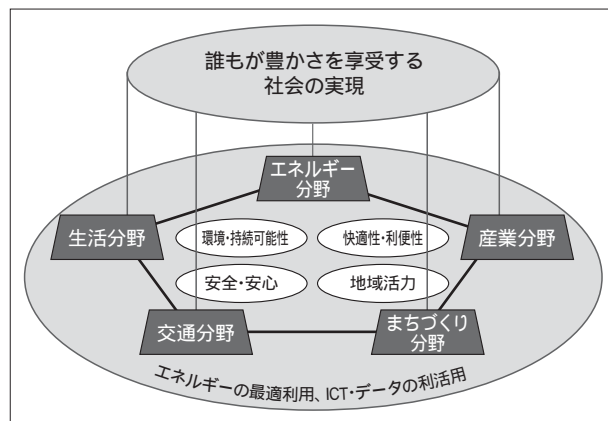 誰もが豊かさを享受する
社会の実現
エネルギー
分野
生活分野
産業分野
環境・持続可能性
快適性・利便性
安全・安心
地域活力
交通分野
まちづくり
分野
エネルギーの最適利用、ICT・データの利活用